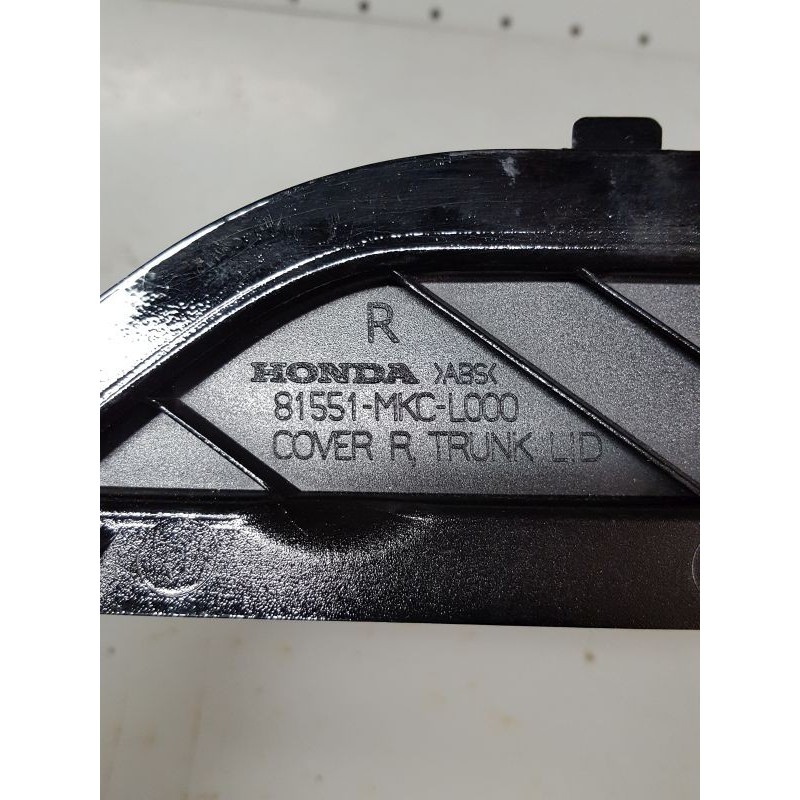 R
HONDA >ABS<
81551-MKC-L000
COVER R, TRUNK LID